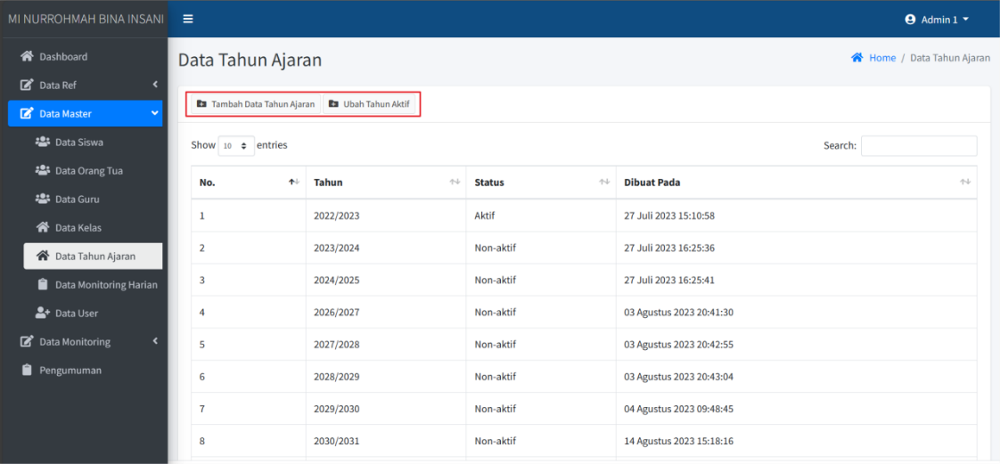 MI NURROHMAH BINA INSANI
Admin 1
Dashboard
Data Ref
Data Master
Data Siswa
Data Orang Tua
Data Guru
Data Kelas
Data Tahun Ajaran
Data Monitoring Harian
Data User
Data Monitoring
Pengumuman
Data Tahun Ajaran
Home / Data Tahun Ajaran
Tambah Data Tahun Ajaran Ubah Tahun Aktif
Show 10 entries
Search:
No. Tahun Status Dibuat Pada
1 2022/2023 Aktif 27 Juli 2023 15:10:58
2 2023/2024 Non-aktif 27 Juli 2023 16:25:36
3 2024/2025 Non-aktif 27 Juli 2023 16:25:41
4 2026/2027 Non-aktif 03 Agustus 2023 20:41:30
5 2027/2028 Non-aktif 03 Agustus 2023 20:42:55
6 2028/2029 Non-aktif 03 Agustus 2023 20:43:04
7 2029/2030 Non-aktif 04 Agustus 2023 09:48:45
8 2030/2031 Non-aktif 14 Agustus 2023 15:18:16